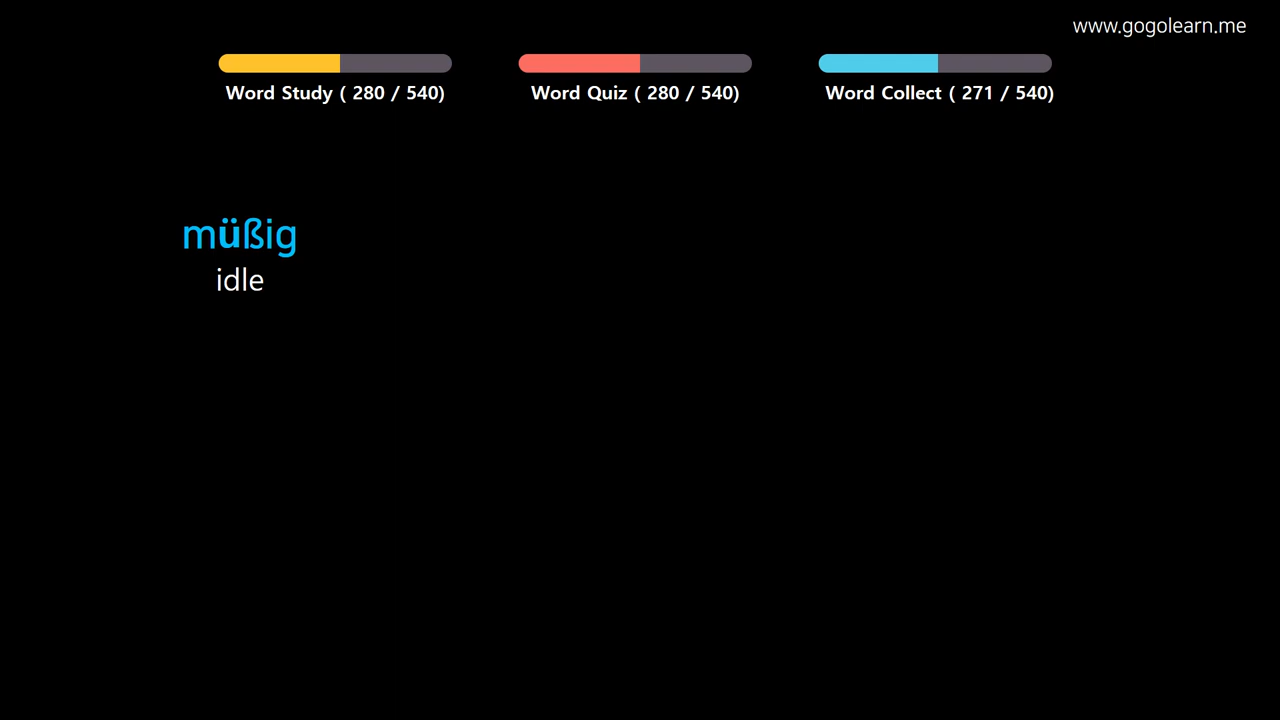 www.gogolearn.me
Word Study ( 280 / 540)
Word Quiz ( 280 / 540)
Word Collect ( 271 / 540)
müßig
idle